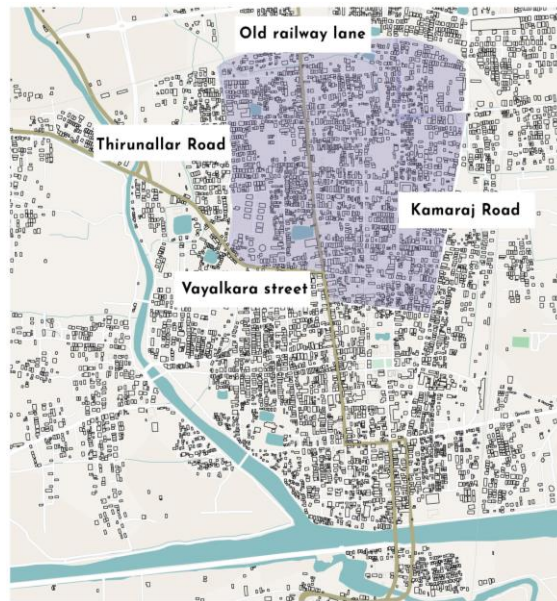 Old railway lane
Thirunallar Road
Kamaraj Road
Vayalkara street